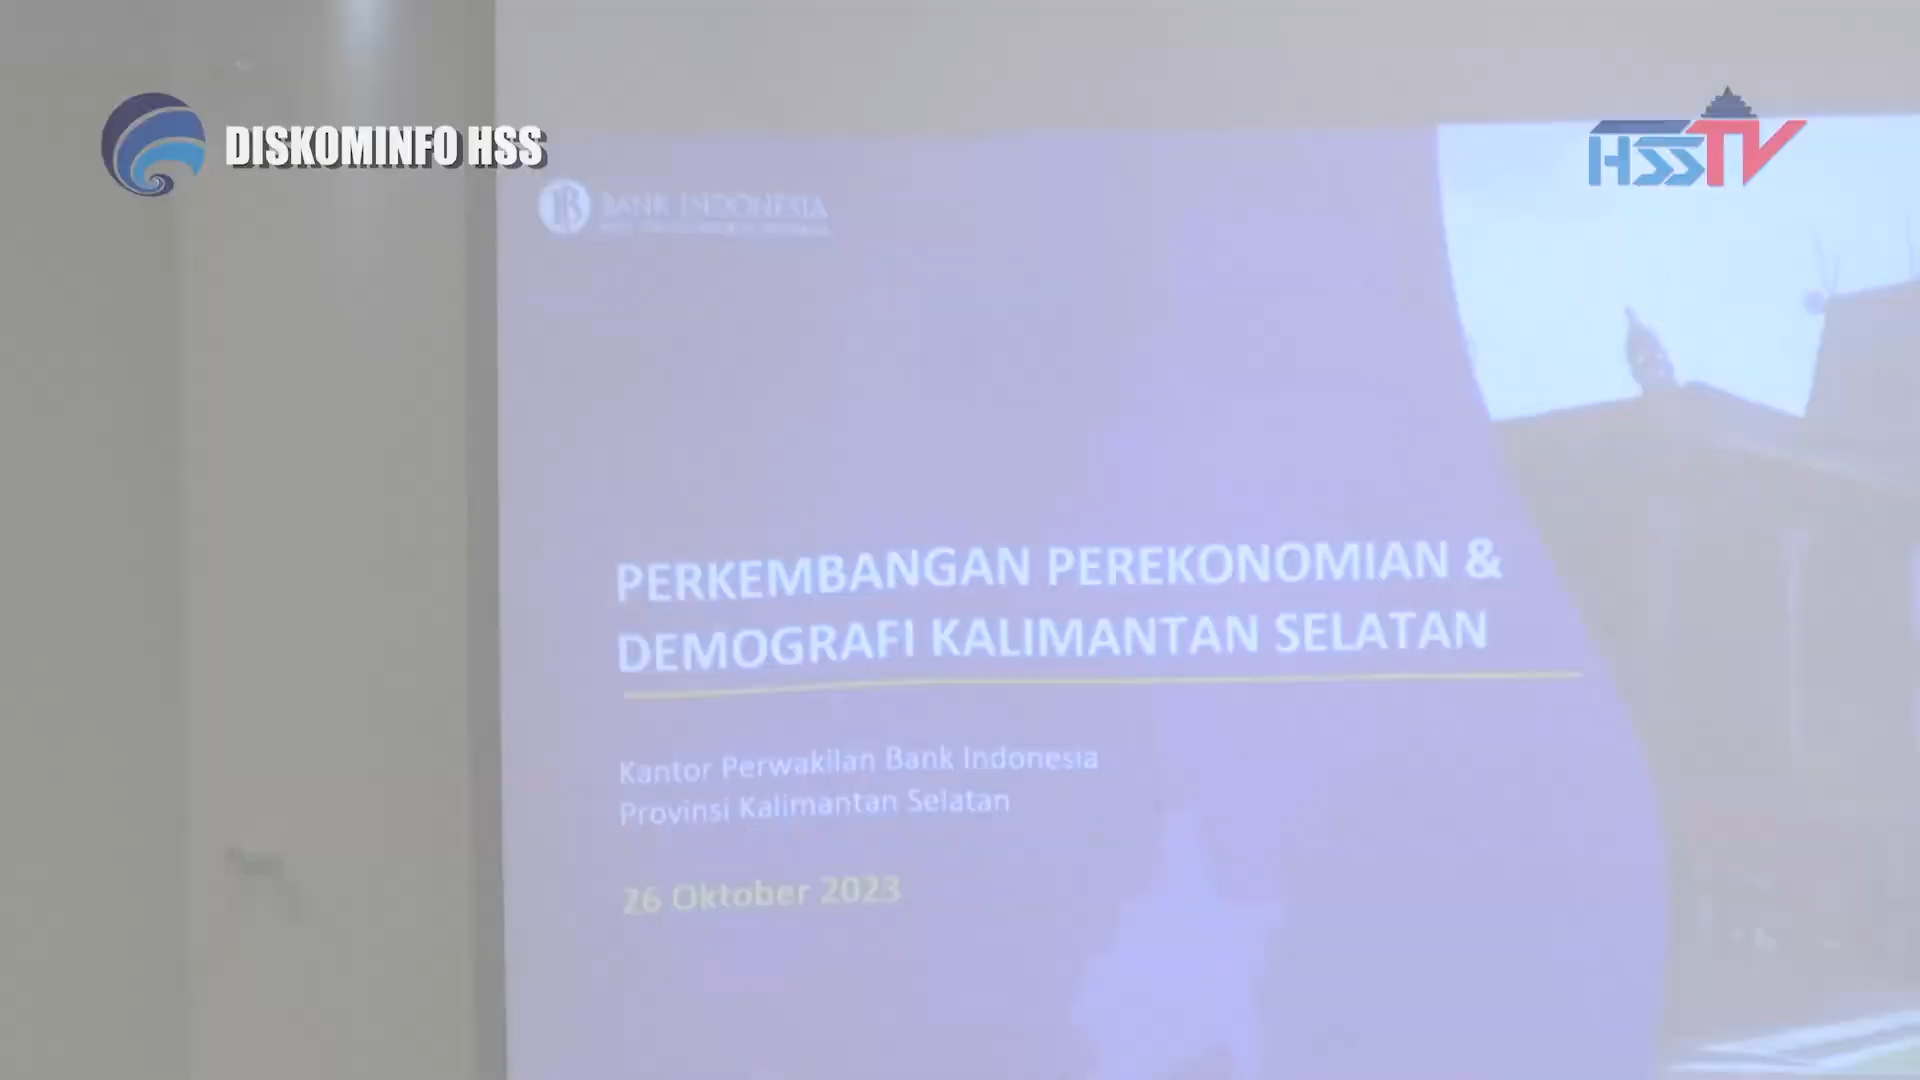 DISKOMINFO HSS
HSSTV
BANK INDONESIA
PERKEMBANGAN PEREKONOMIAN &
DEMOGRAFI KALIMANTAN SELATAN
Kantor Perwakilan Bank Indonesia
Provinsi Kalimantan Selatan
26 Oktober 2023